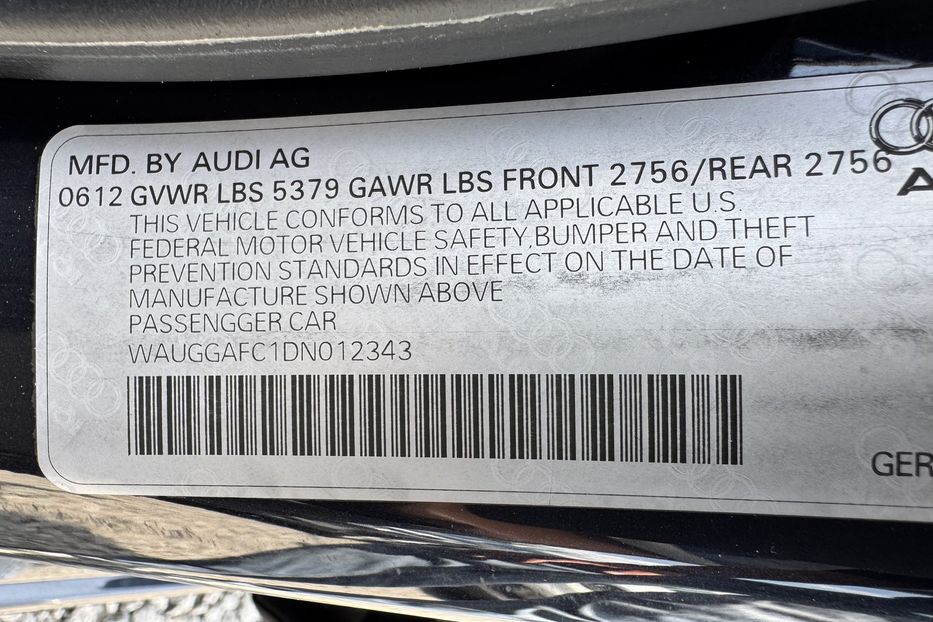 MFD. BY AUDI AG
0612 GVWR LBS 5379 GAWR LBS FRONT 2756/REAR 2756
THIS VEHICLE CONFORMS TO ALL APPLICABLE U.S.
FEDERAL MOTOR VEHICLE SAFETY,BUMPER AND THEFT
PREVENTION STANDARDS IN EFFECT ON THE DATE OF
MANUFACTURE SHOWN ABOVE
PASSENGGER CAR
WAUGGAFC1DN012343
A
GER